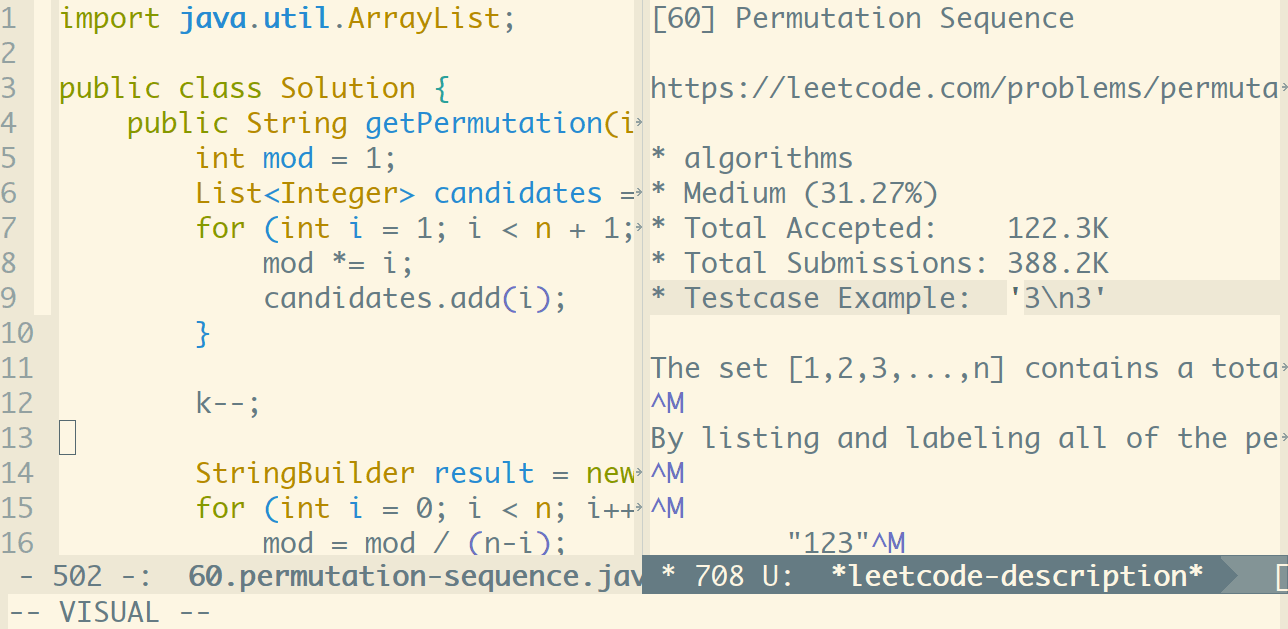 1 import java.util.ArrayList;
2
3 public class Solution {
4     public String getPermutation(i
5         int mod = 1;
6         List<Integer> candidates =
7         for (int i = 1; i < n + 1;
8             mod *= i;
9             candidates.add(i);
10         }
11
12         k--;
13
14         StringBuilder result = new
15         for (int i = 0; i < n; i++
16             mod = mod / (n-i);
- 502 -:  60.permutation-sequence.jav
[60] Permutation Sequence
https://leetcode.com/problems/permuta
* algorithms
* Medium (31.27%)
* Total Accepted:    122.3K
* Total Submissions: 388.2K
* Testcase Example:  '3\n3'
The set [1,2,3,...,n] contains a tota
^M
By listing and labeling all of the pe
^M
^M
        "123"^M
* 708 U:  *leetcode-description* [
-- VISUAL --